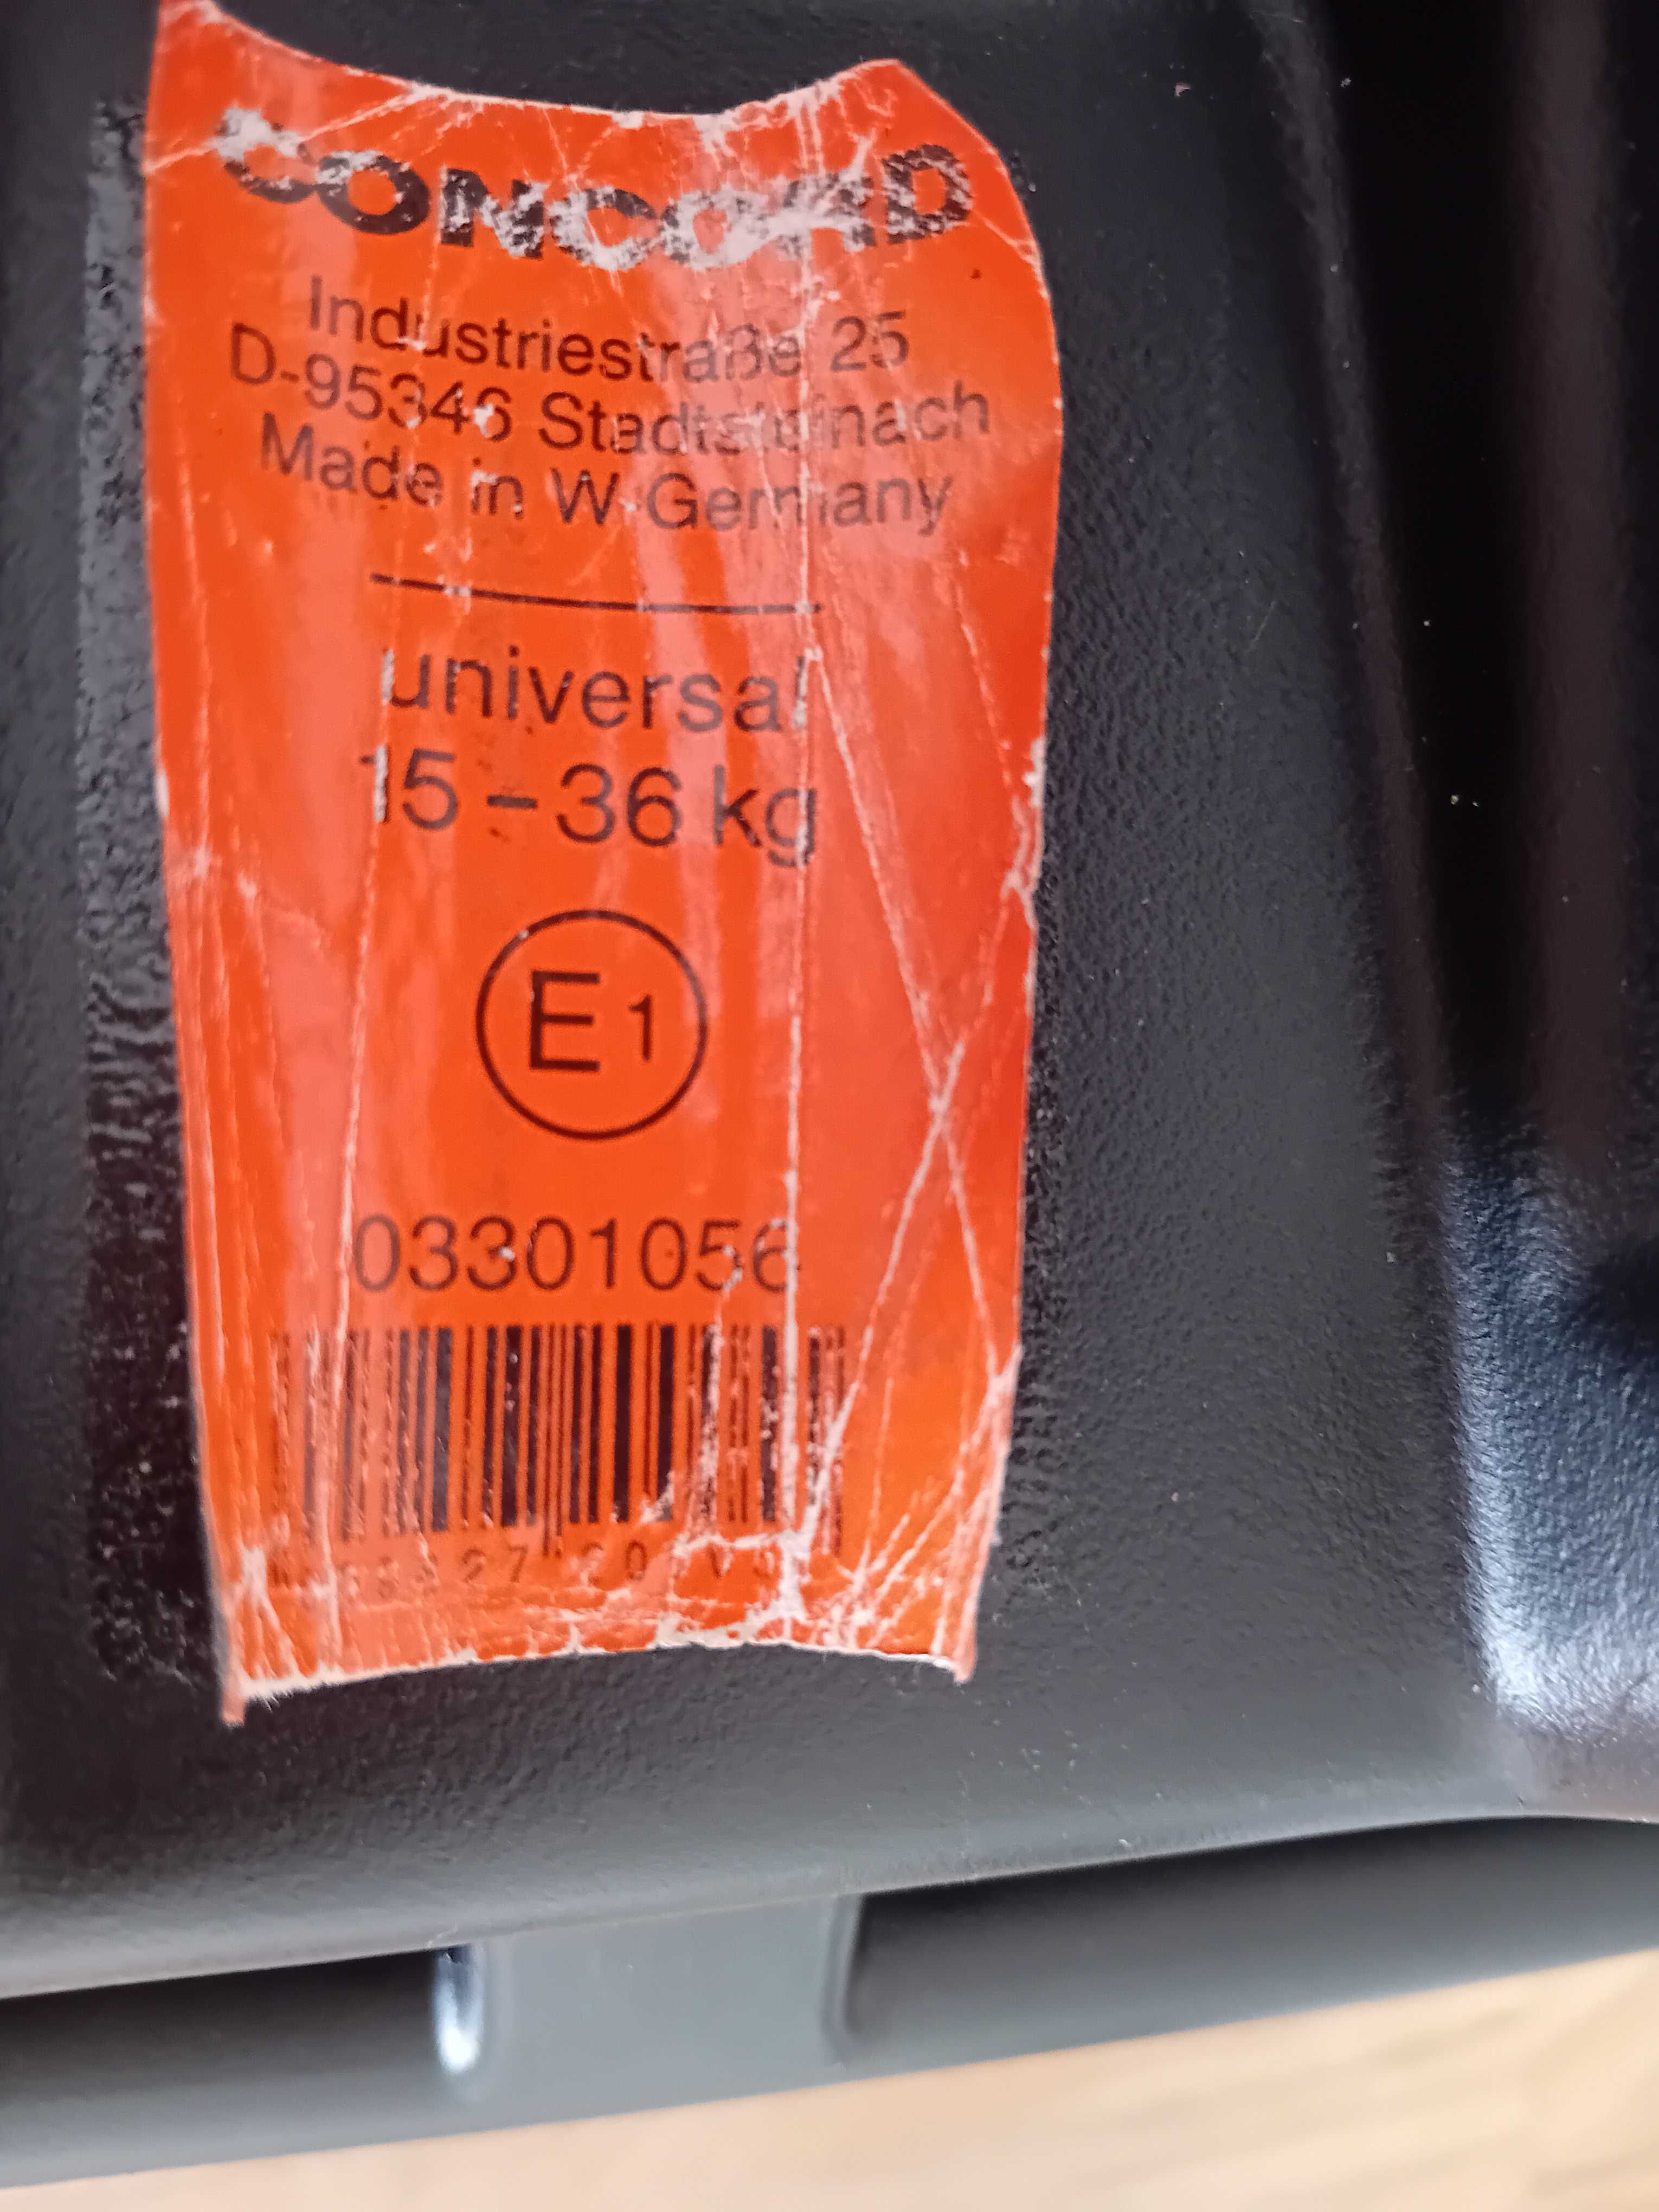 CONCORD
Industriestraße 25
D-95346 Stadtsteinach
Made in W-Germany
universal
15 – 36 kg
E1
03301056